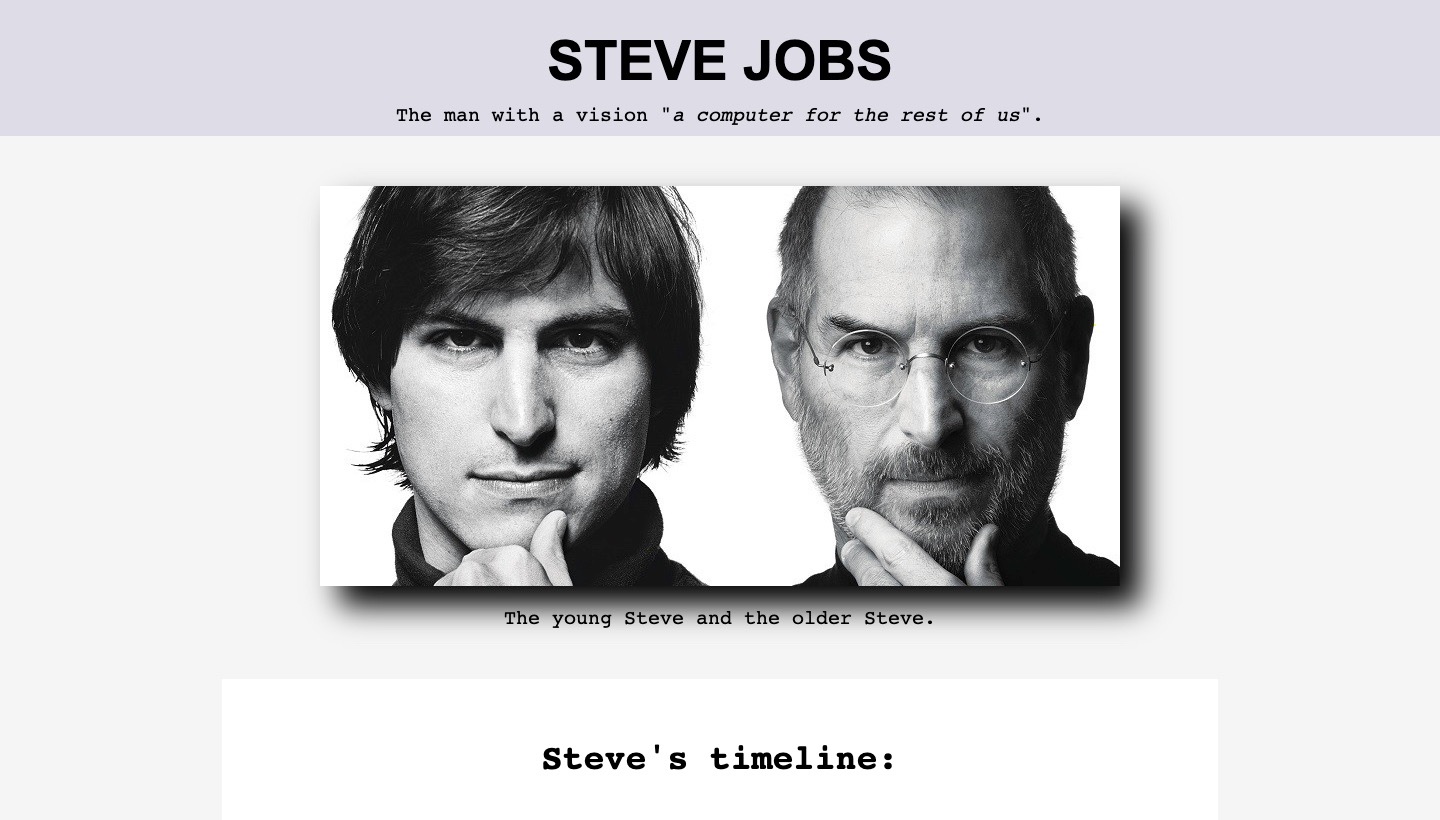 STEVE JOBS
The man with a vision "a computer for the rest of us".
The young Steve and the older Steve.
Steve's timeline: